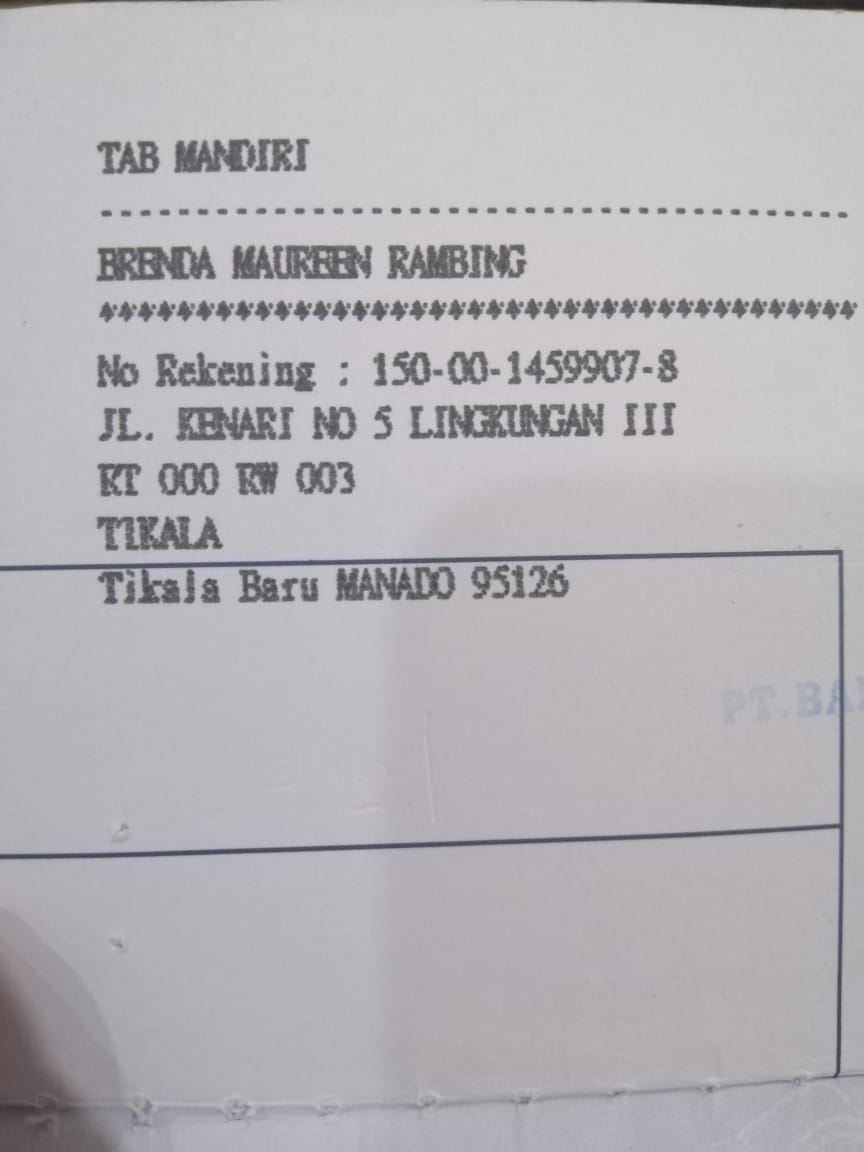 TAB MANDIRI
----------------------------------------
BRENDA MAUREEN RAMBING
****************************************
No Rekening : 150-00-1459907-8
JL. KENARI NO 5 LINGKUNGAN III
RT 000 RW 003
TIKALA
Tikala Baru MANADO 95126
PT.BA